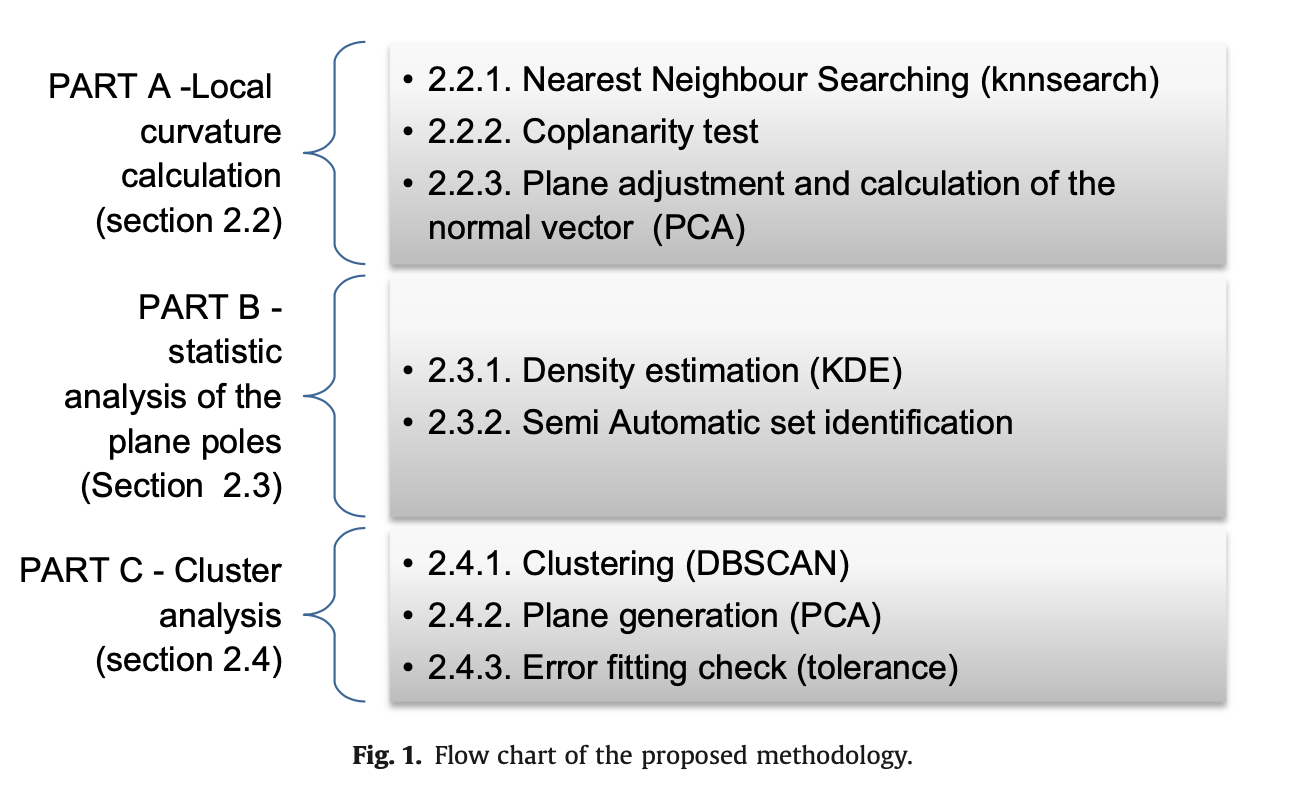 PART A -Local
curvature
calculation
(section 2.2)
• 2.2.1. Nearest Neighbour Searching (knnsearch)
• 2.2.2. Coplanarity test
• 2.2.3. Plane adjustment and calculation of the
normal vector (PCA)
PART B -
statistic
analysis of the
plane poles
(Section 2.3)
• 2.3.1. Density estimation (KDE)
• 2.3.2. Semi Automatic set identification
PART C - Cluster
analysis
(section 2.4)
• 2.4.1. Clustering (DBSCAN)
• 2.4.2. Plane generation (PCA)
• 2.4.3. Error fitting check (tolerance)
Fig. 1. Flow chart of the proposed methodology.